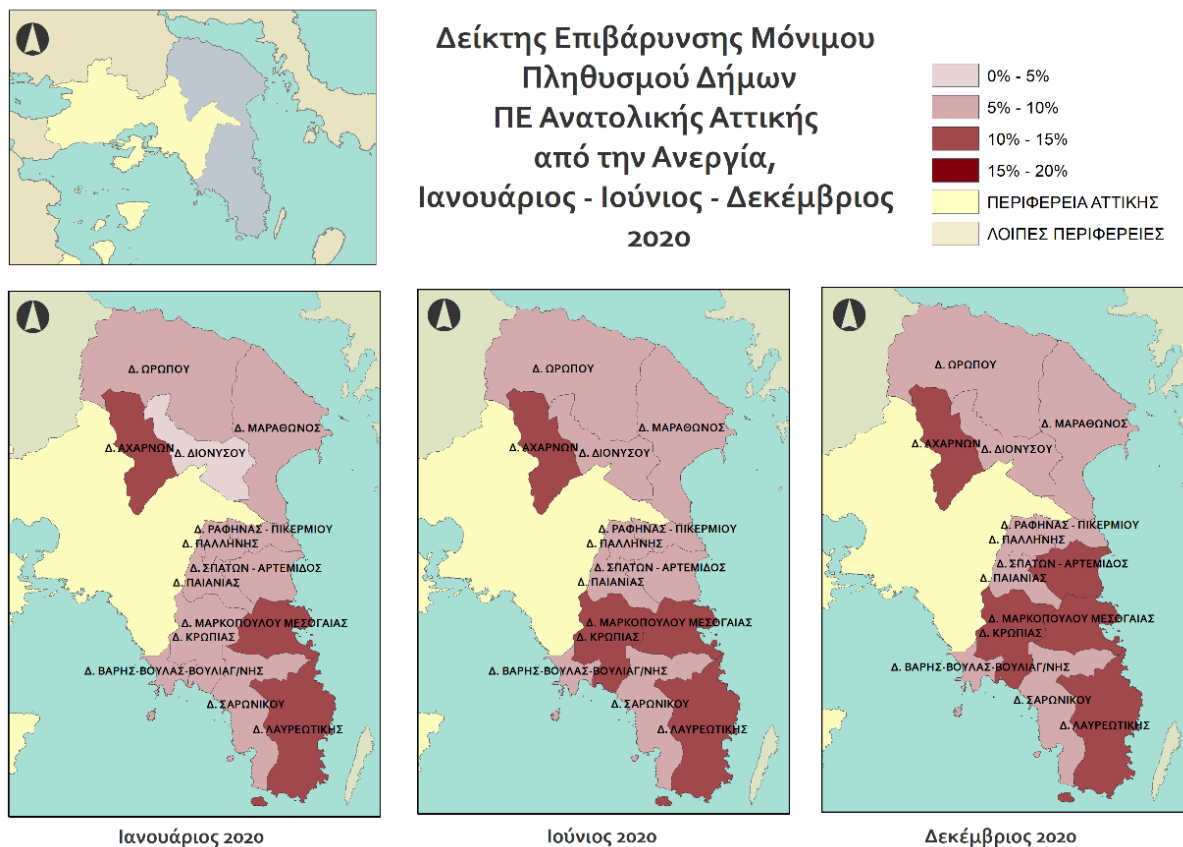 Δείκτης Επιβάρυνσης Μόνιμου
Πληθυσμού Δήμων
ΠΕ Ανατολικής Αττικής
από την Ανεργία,
Ιανουάριος - Ιούνιος - Δεκέμβριος
2020
0% - 5%
5% - 10%
10% - 15%
15% - 20%
ΠΕΡΙΦΕΡΕΙΑ ΑΤΤΙΚΗΣ
ΛΟΙΠΕΣ ΠΕΡΙΦΕΡΕΙΕΣ
Δ. ΩΡΩΠΟΥ
Δ. ΜΑΡΑΘΩΝΟΣ
Δ. ΑΧΑΡΝΩΝ
Δ. ΔΙΟΝΥΣΟΥ
Δ. ΡΑΦΗΝΑΣ - ΠΙΚΕΡΜΙΟΥ
Δ. ΠΑΛΛΗΝΗΣ
Δ. ΣΠΑΤΩΝ - ΑΡΤΕΜΙΔΟΣ
Δ. ΠΑΙΑΝΙΑΣ
Δ. ΜΑΡΚΟΠΟΥΛΟΥ ΜΕΣΟΓΑΙΑΣ
Δ. ΚΡΩΠΙΑΣ
Δ. ΒΑΡΗΣ-ΒΟΥΛΑΣ-ΒΟΥΛΙΑΓ/ΝΗΣ
Δ. ΣΑΡΩΝΙΚΟΥ
Δ. ΛΑΥΡΕΩΤΙΚΗΣ
Ιανουάριος 2020
Δ. ΩΡΩΠΟΥ
Δ. ΜΑΡΑΘΩΝΟΣ
Δ. ΑΧΑΡΝΩΝ
Δ. ΔΙΟΝΥΣΟΥ
Δ. ΡΑΦΗΝΑΣ - ΠΙΚΕΡΜΙΟΥ
Δ. ΠΑΛΛΗΝΗΣ
Δ. ΣΠΑΤΩΝ - ΑΡΤΕΜΙΔΟΣ
Δ. ΠΑΙΑΝΙΑΣ
Δ. ΜΑΡΚΟΠΟΥΛΟΥ ΜΕΣΟΓΑΙΑΣ
Δ. ΚΡΩΠΙΑΣ
Δ. ΒΑΡΗΣ-ΒΟΥΛΑΣ-ΒΟΥΛΙΑΓ/ΝΗΣ
Δ. ΣΑΡΩΝΙΚΟΥ
Δ. ΛΑΥΡΕΩΤΙΚΗΣ
Ιούνιος 2020
Δ. ΩΡΩΠΟΥ
Δ. ΜΑΡΑΘΩΝΟΣ
Δ. ΑΧΑΡΝΩΝ
Δ. ΔΙΟΝΥΣΟΥ
Δ. ΡΑΦΗΝΑΣ - ΠΙΚΕΡΜΙΟΥ
Δ. ΠΑΛΛΗΝΗΣ
Δ. ΣΠΑΤΩΝ - ΑΡΤΕΜΙΔΟΣ
Δ. ΠΑΙΑΝΙΑΣ
Δ. ΜΑΡΚΟΠΟΥΛΟΥ ΜΕΣΟΓΑΙΑΣ
Δ. ΚΡΩΠΙΑΣ
Δ. ΒΑΡΗΣ-ΒΟΥΛΑΣ-ΒΟΥΛΙΑΓ/ΝΗΣ
Δ. ΣΑΡΩΝΙΚΟΥ
Δ. ΛΑΥΡΕΩΤΙΚΗΣ
Δεκέμβριος 2020